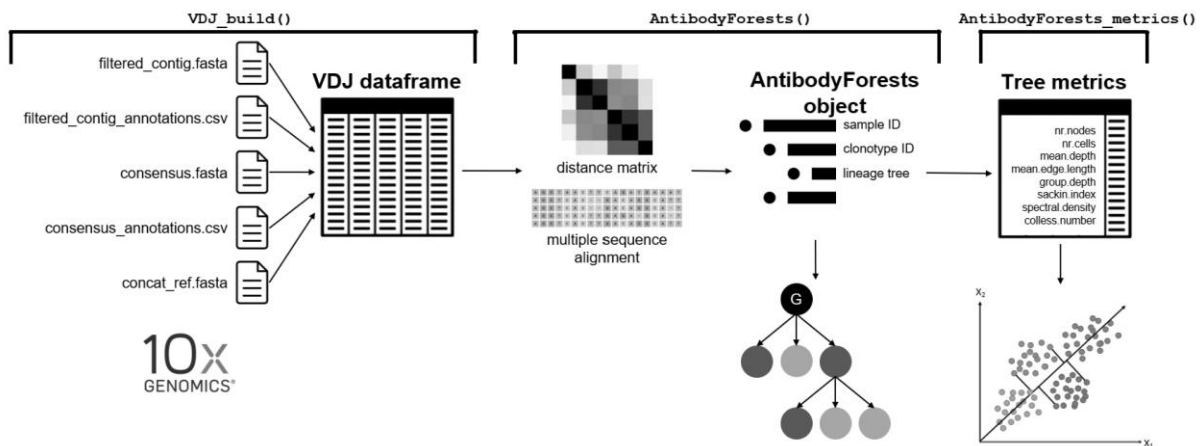 VDJ_build()
AntibodyForests()
AntibodyForests_metrics()
filtered_contig.fasta
filtered_contig_annotations.csv
consensus.fasta
consensus_annotations.csv
concat_ref.fasta
10x
GENOMICS®
VDJ dataframe
distance matrix
multiple sequence
alignment
AntibodyForests
object
sample ID
clonotype ID
lineage tree
G
Tree metrics
nr.nodes
nr.cells
mean.depth
mean.edge.length
group.depth
sackin.index
spectral.density
colless.number
X₂
X₁